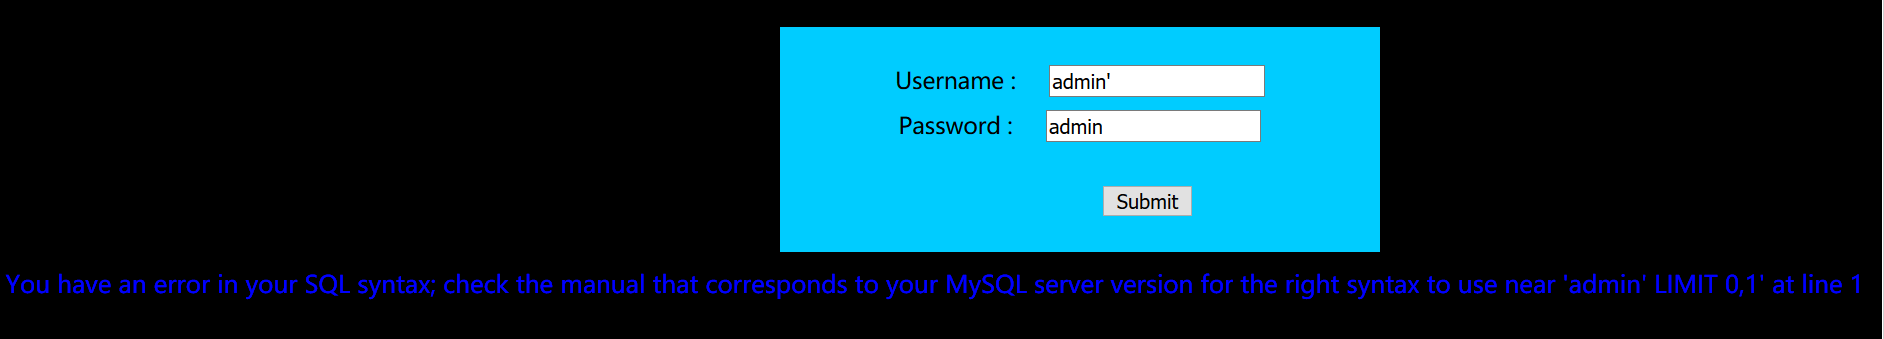 Username : admin'
Password : admin
Submit
You have an error in your SQL syntax; check the manual that corresponds to your MySQL server version for the right syntax to use near 'admin' LIMIT 0,1' at line 1